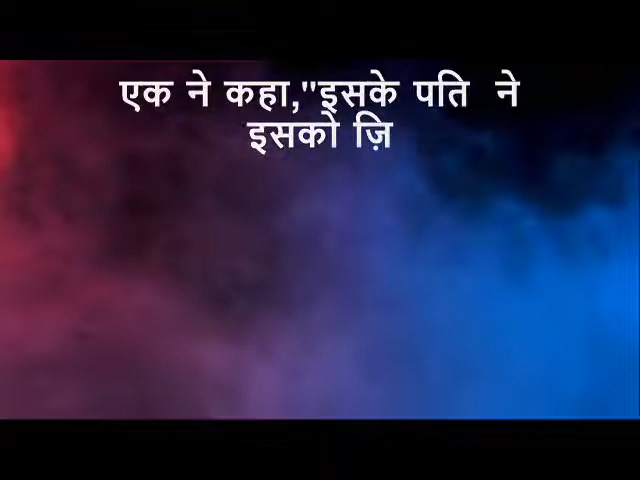 एक ने कहा,"इसके पति ने
इसको ज़ि